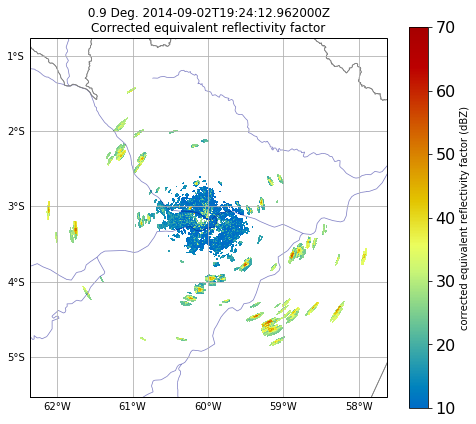 0.9 Deg. 2014-09-02T19:24:12.962000Z
Corrected equivalent reflectivity factor
1°S
2°S
3°S
4°S
5°S
62°W
61°W
60°W
59°W
58°W
70
60
50
40
30
20
10
corrected equivalent reflectivity factor (dBZ)